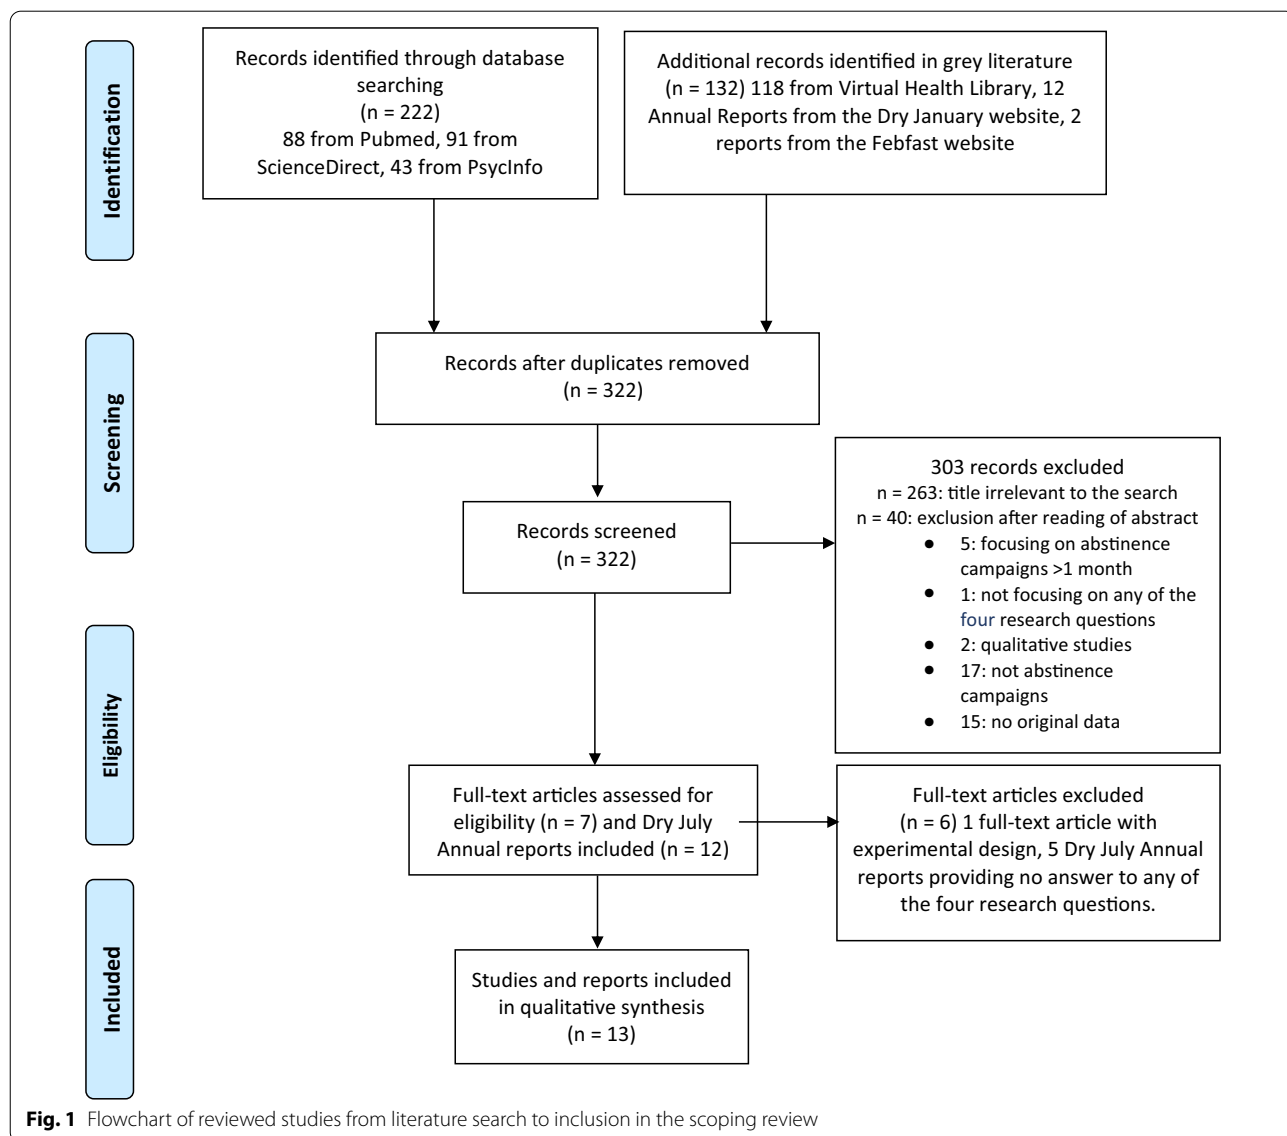 Identification
Records identified through database
searching
(n = 222)
88 from Pubmed, 91 from
ScienceDirect, 43 from PsycInfo
Additional records identified in grey literature
(n = 132) 118 from Virtual Health Library, 12
Annual Reports from the Dry January website, 2
reports from the Febfast website
Screening
Records after duplicates removed
(n = 322)
Records screened
(n = 322)
303 records excluded
n = 263: title irrelevant to the search
n = 40: exclusion after reading of abstract
● 5: focusing on abstinence
campaigns >1 month
● 1: not focusing on any of the
four research questions
● 2: qualitative studies
● 17: not abstinence
campaigns
● 15: no original data
Eligibility
Full-text articles assessed for
eligibility (n = 7) and Dry July
Annual reports included (n = 12)
Full-text articles excluded
(n = 6) 1 full-text article with
experimental design, 5 Dry July Annual
reports providing no answer to any of
the four research questions.
Included
Studies and reports included
in qualitative synthesis
(n = 13)
Fig. 1 Flowchart of reviewed studies from literature search to inclusion in the scoping review